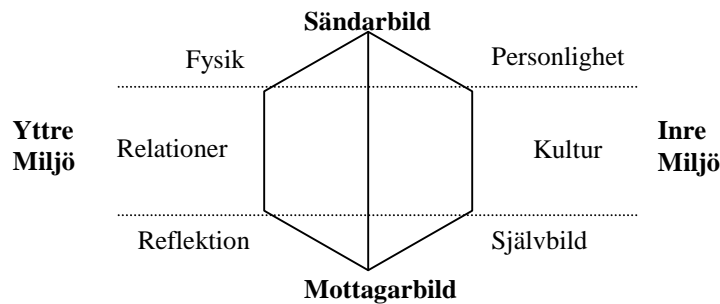 Sändarbild
Fysik
Personlighet
Yttre
Miljö
Relationer
Kultur
Inre
Miljö
Reflektion
Självbild
Mottagarbild